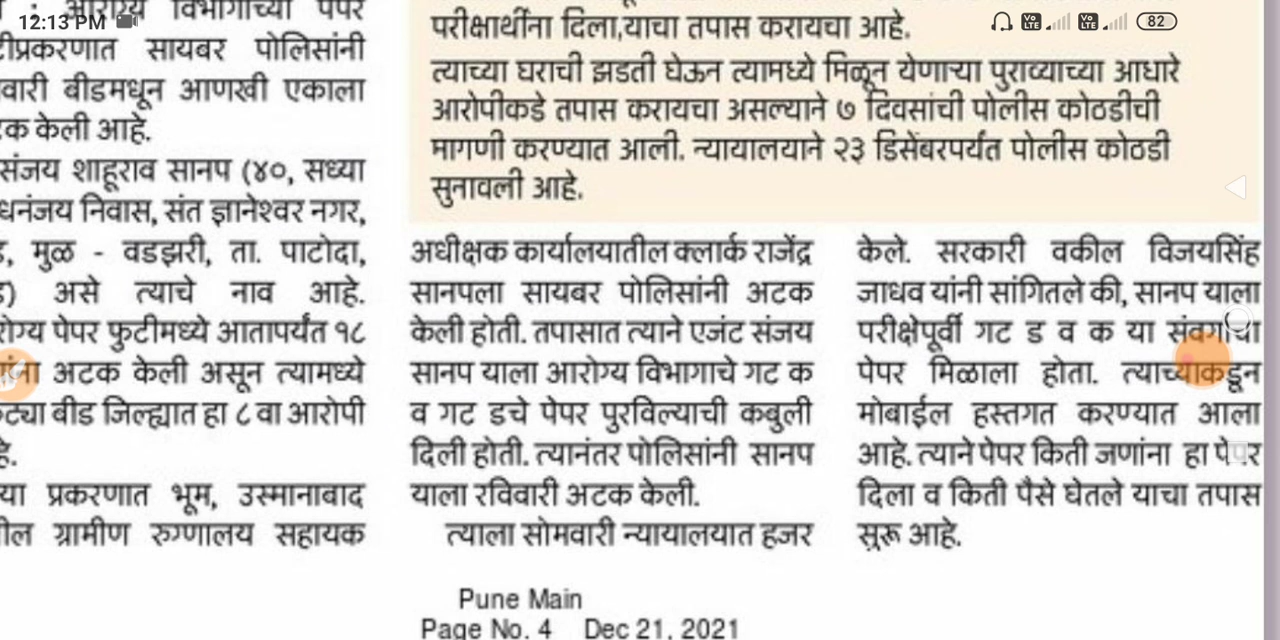 12:13 PM
82
: आरोग्य विभागाच्या पेपर
सायबर पोलिसांनी
बीडमधून आणखी एकाला
केली आहे.
संजय शाहूराव सानप (४०, सध्या
धनंजय निवास, संत ज्ञानेश्वर नगर,
मुळ - वडझरी, ता. पाटोदा,
असे त्याचे नाव आहे.
पेपर फुटीमध्ये आतापर्यंत १८
अटक केली असून त्यामध्ये
बीड जिल्ह्यात हा ८ वा आरोपी
प्रकरणात भूम, उस्मानाबाद
ग्रामीण रुग्णालय सहायक
परीक्षार्थींना दिला,याचा तपास करायचा आहे.
त्याच्या घराची झडती घेऊन त्यामध्ये मिळून येणाऱ्या पुराव्याच्या आधारे
आरोपीकडे तपास करायचा असल्याने ७ दिवसांची पोलीस कोठडीची
मागणी करण्यात आली. न्यायालयाने २३ डिसेंबरपर्यंत पोलीस कोठडी
सुनावली आहे.
अधीक्षक कार्यालयातील क्लार्क राजेंद्र
सानपला सायबर पोलिसांनी अटक
केली होती. तपासात त्याने एजंट संजय
सानप याला आरोग्य विभागाचे गट क
व गट डचे पेपर पुरविल्याची कबुली
दिली होती. त्यानंतर पोलिसांनी सानप
याला रविवारी अटक केली.
त्याला सोमवारी न्यायालयात हजर
केले. सरकारी वकील विजयसिंह
जाधव यांनी सांगितले की, सानप याला
परीक्षेपूर्वी गट ड व क या संवर्गाचा
पेपर मिळाला होता. त्याच्याकडून
मोबाईल हस्तगत करण्यात आला
आहे. त्याने पेपर किती जणांना हा पेपर
दिला व किती पैसे घेतले याचा तपास
सुरू आहे.
Pune Main
Page No. 4 Dec 21, 2021